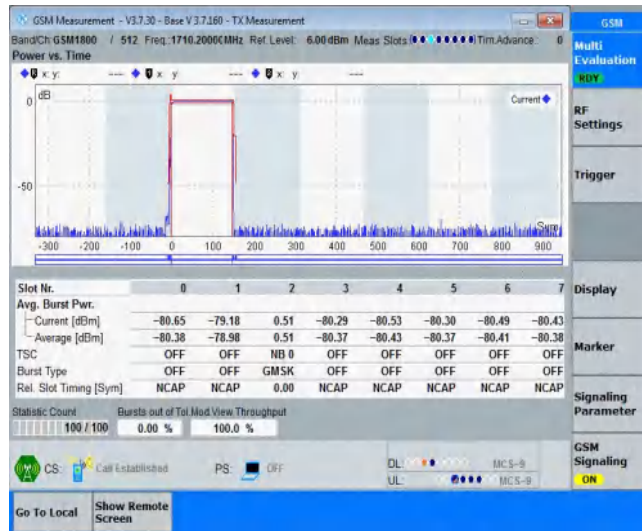 GSM Measurement - V3.7.30 - Base V 3.7.160 - TX Measurement
GSM
Band/Ch: GSM1800 / 512 Freq.:1710.20000MHz Ref. Level: 6.00 dBm Meas Slots Tim.Advance: 0
Multi Evaluation
RDY
Power vs. Time
x: y: --- x: y: --- x: y: ---
dB
Current
0
-50
Sym
-300 -200 -100 0 100 200 300 400 500 600 700 800 900
RF Settings
Trigger
Slot Nr. 0 1 2 3 4 5 6 7
Avg. Burst Pwr.
Current [dBm] -80.65 -79.18 0.51 -80.29 -80.53 -80.30 -80.49 -80.43
Average [dBm] -80.38 -78.98 0.51 -80.37 -80.43 -80.37 -80.41 -80.38
TSC OFF OFF NB 0 OFF OFF OFF OFF OFF
Burst Type OFF OFF GMSK OFF OFF OFF OFF OFF
Rel. Slot Timing [Sym] NCAP NCAP 0.00 NCAP NCAP NCAP NCAP NCAP
Display
Marker
Signaling Parameter
Statistic Count Bursts out of Tol. Mod.View Throughput
100 / 100 0.00 % 100.0 %
CS: Call Established PS: OFF DL: MCS-9
UL: MCS-9
GSM Signaling
ON
Go To Local
Show Remote Screen